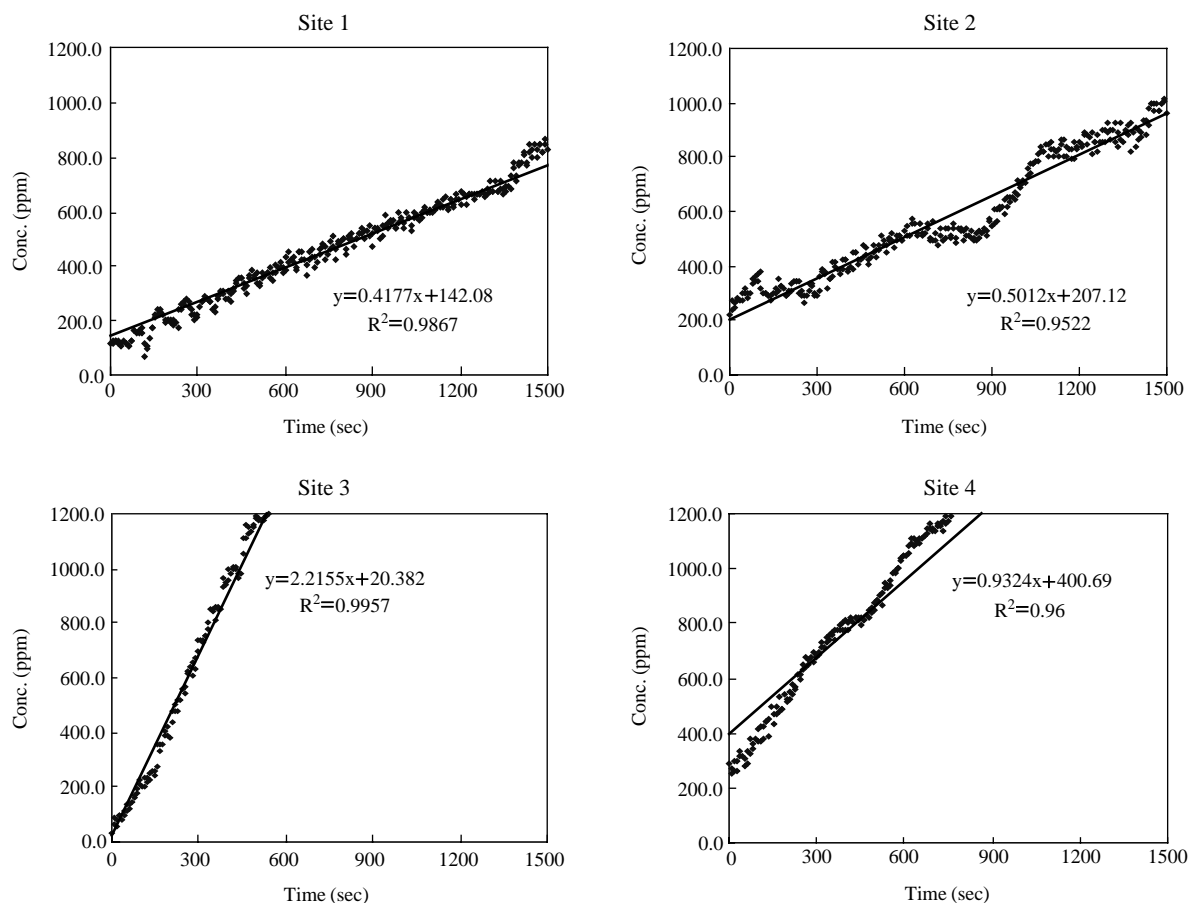 Site 1
1200.0
1000.0
800.0
600.0
400.0
200.0
0.0
Conc. (ppm)
y=0.4177x+142.08
R²=0.9867
0 300 600 900 1200 1500
Time (sec)
Site 2
1200.0
1000.0
800.0
600.0
400.0
200.0
0.0
Conc. (ppm)
y=0.5012x+207.12
R²=0.9522
0 300 600 900 1200 1500
Time (sec)
Site 3
1200.0
1000.0
800.0
600.0
400.0
200.0
0.0
Conc. (ppm)
y=2.2155x+20.382
R²=0.9957
0 300 600 900 1200 1500
Time (sec)
Site 4
1200.0
1000.0
800.0
600.0
400.0
200.0
0.0
Conc. (ppm)
y=0.9324x+400.69
R²=0.96
0 300 600 900 1200 1500
Time (sec)